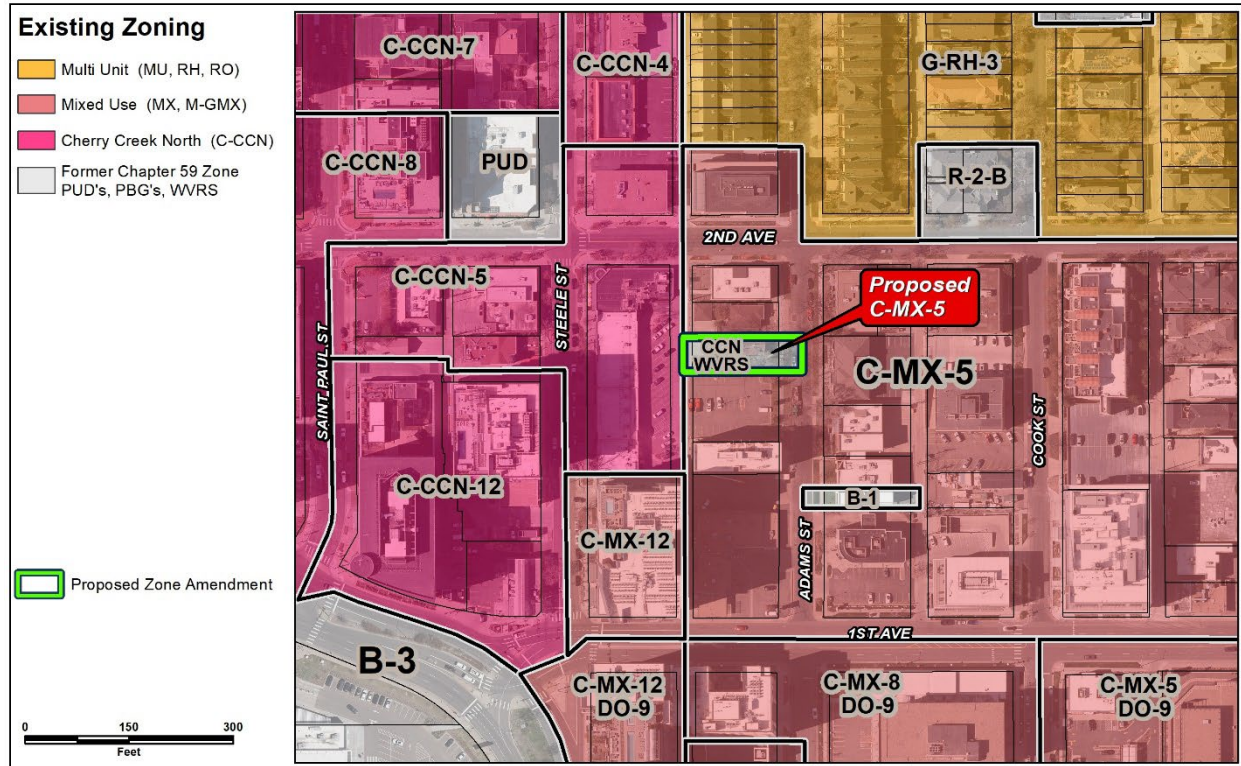 Existing Zoning
Multi Unit (MU, RH, RO)
Mixed Use (MX, M-GMX)
Cherry Creek North (C-CCN)
Former Chapter 59 Zone
PUD's, PBG's, WVRS
Proposed Zone Amendment
0 150 300
Feet
C-CCN-7
C-CCN-4
G-RH-3
C-CCN-8
PUD
R-2-B
2ND AVE
C-CCN-5
STEELE ST
Proposed
C-MX-5
SAINT PAUL ST
CCN
WVRS
C-MX-5
COOK ST
C-CCN-12
B-1
C-MX-12
ADAMS ST
1ST AVE
B-3
C-MX-12
DO-9
C-MX-8
DO-9
C-MX-5
DO-9